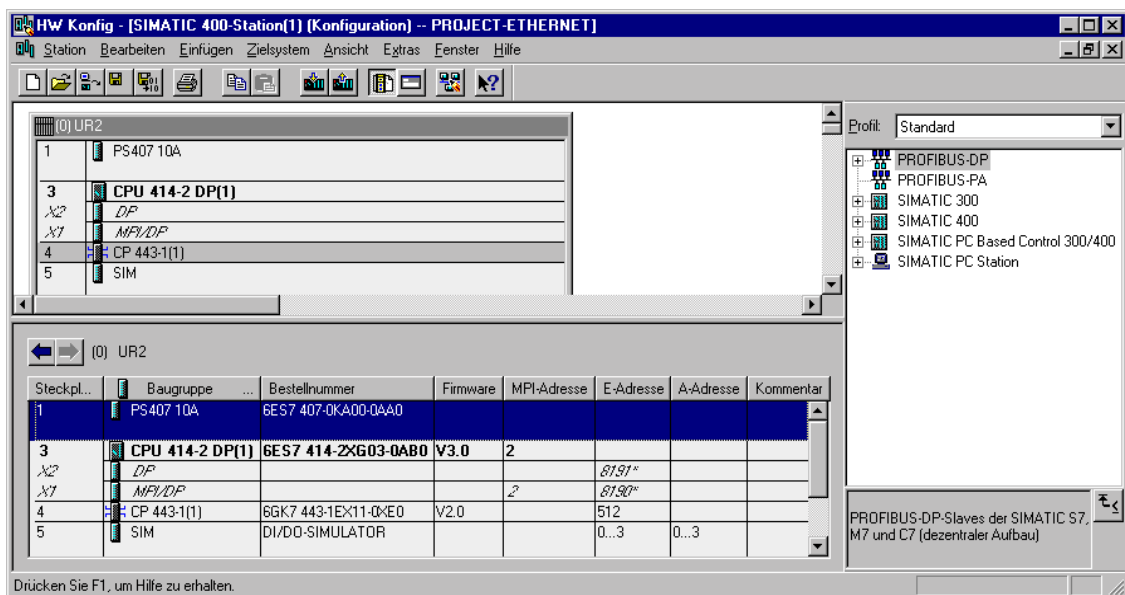 HW Konfig - [SIMATIC 400-Station(1) (Konfiguration) -- PROJECT-ETHERNET]
Station Bearbeiten Einfügen Zielsystem Ansicht Extras Fenster Hilfe
(0) UR2
1 PS407 10A
3 CPU 414-2 DP(1)
X2 DP
X1 MPI/DP
4 CP 443-1(1)
5 SIM
Profil: Standard
PROFIBUS-DP
PROFIBUS-PA
SIMATIC 300
SIMATIC 400
SIMATIC PC Based Control 300/400
SIMATIC PC Station
(0) UR2
Steckpl... Baugruppe ... Bestellnummer Firmware MPI-Adresse E-Adresse A-Adresse Kommentar
1 PS407 10A 6ES7 407-0KA00-0AA0
3 CPU 414-2 DP(1) 6ES7 414-2XG03-0AB0 V3.0 2
X2 DP 8191*
X1 MPI/DP 2 8190*
4 CP 443-1(1) 6GK7 443-1EX11-0XE0 V2.0 512
5 SIM DI/DO-SIMULATOR 0...3 0...3
PROFIBUS-DP-Slaves der SIMATIC S7,
M7 und C7 (dezentraler Aufbau)
Drücken Sie F1, um Hilfe zu erhalten.